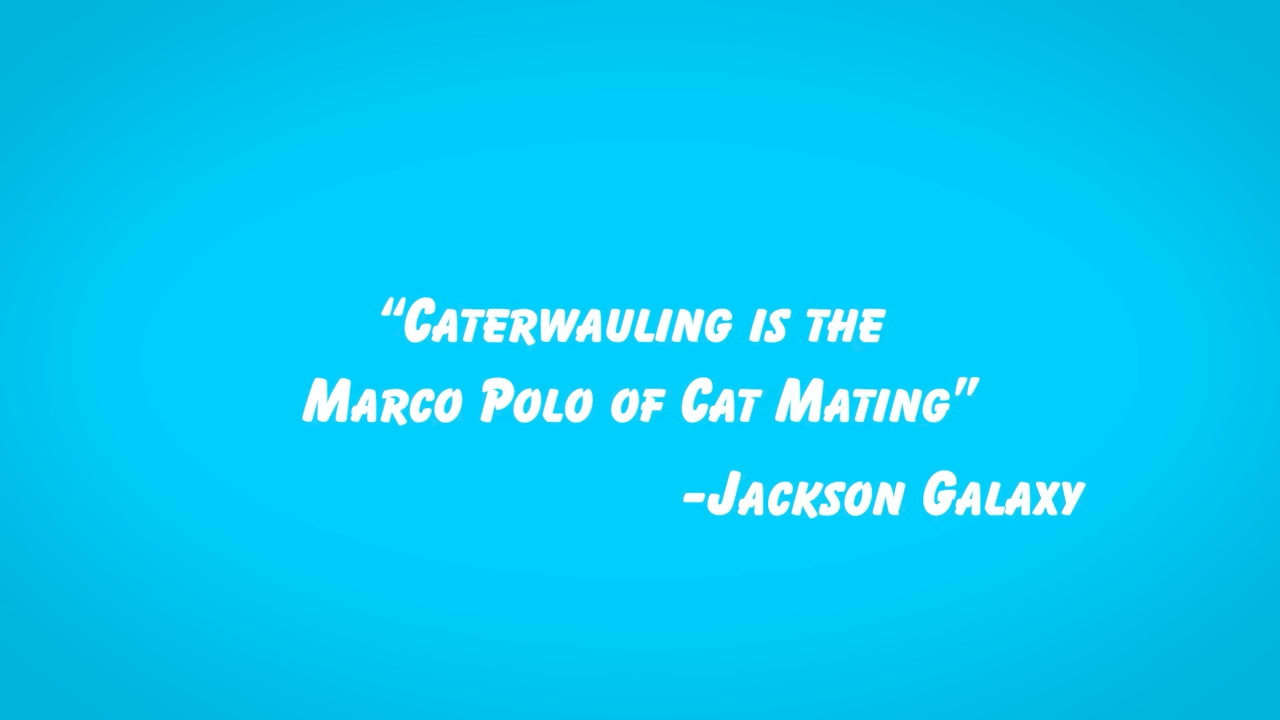 “Caterwauling is the
Marco Polo of Cat Mating”
-Jackson Galaxy